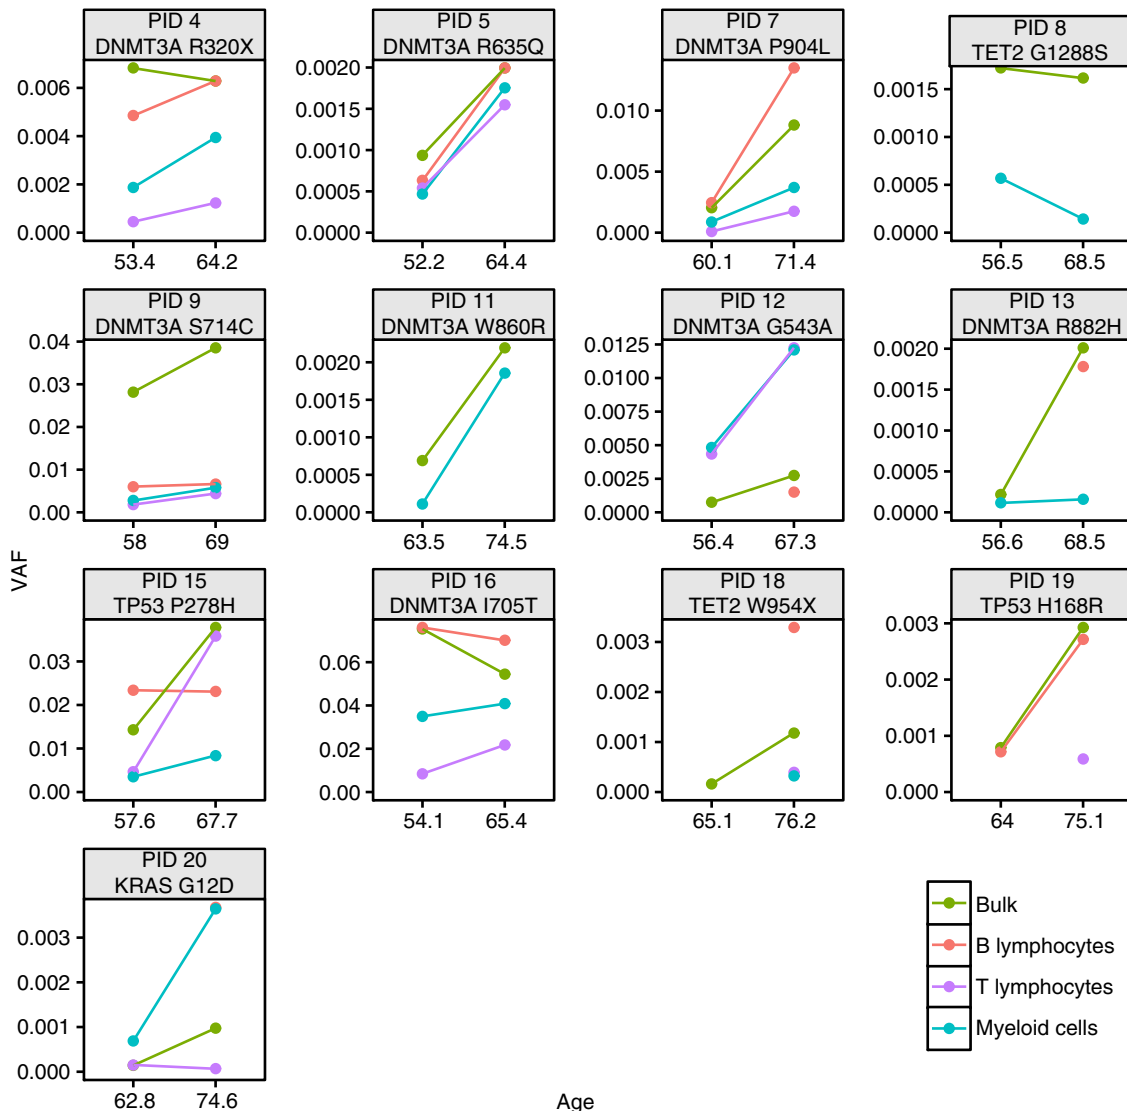 PID 4
DNMT3A R320X
PID 5
DNMT3A R635Q
PID 7
DNMT3A P904L
PID 8
TET2 G1288S
0.006
0.004
0.002
0.000
53.4 64.2
0.0020
0.0015
0.0010
0.0005
0.0000
52.2 64.4
0.010
0.005
0.000
60.1 71.4
0.0015
0.0010
0.0005
0.0000
56.5 68.5
PID 9
DNMT3A S714C
PID 11
DNMT3A W860R
PID 12
DNMT3A G543A
PID 13
DNMT3A R882H
0.04
0.03
0.02
0.01
0.00
58 69
0.0020
0.0015
0.0010
0.0005
0.0000
63.5 74.5
0.0125
0.0100
0.0075
0.0050
0.0025
0.0000
56.4 67.3
0.0020
0.0015
0.0010
0.0005
0.0000
56.6 68.5
VAF
PID 15
TP53 P278H
PID 16
DNMT3A I705T
PID 18
TET2 W954X
PID 19
TP53 H168R
0.03
0.02
0.01
0.00
57.6 67.7
0.06
0.04
0.02
0.00
54.1 65.4
0.003
0.002
0.001
0.000
65.1 76.2
0.003
0.002
0.001
0.000
64 75.1
PID 20
KRAS G12D
0.003
0.002
0.001
0.000
62.8 74.6
Bulk
B lymphocytes
T lymphocytes
Myeloid cells
Age